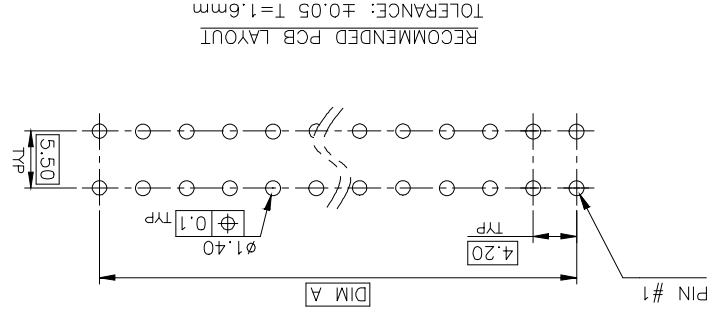 PIN #1
DIM A
4.20
TYP
ø1.40
⌖ 0.1 TYP
5.50
TYP
RECOMMENDED PCB LAYOUT
TOLERANCE: ±0.05 T=1.6mm